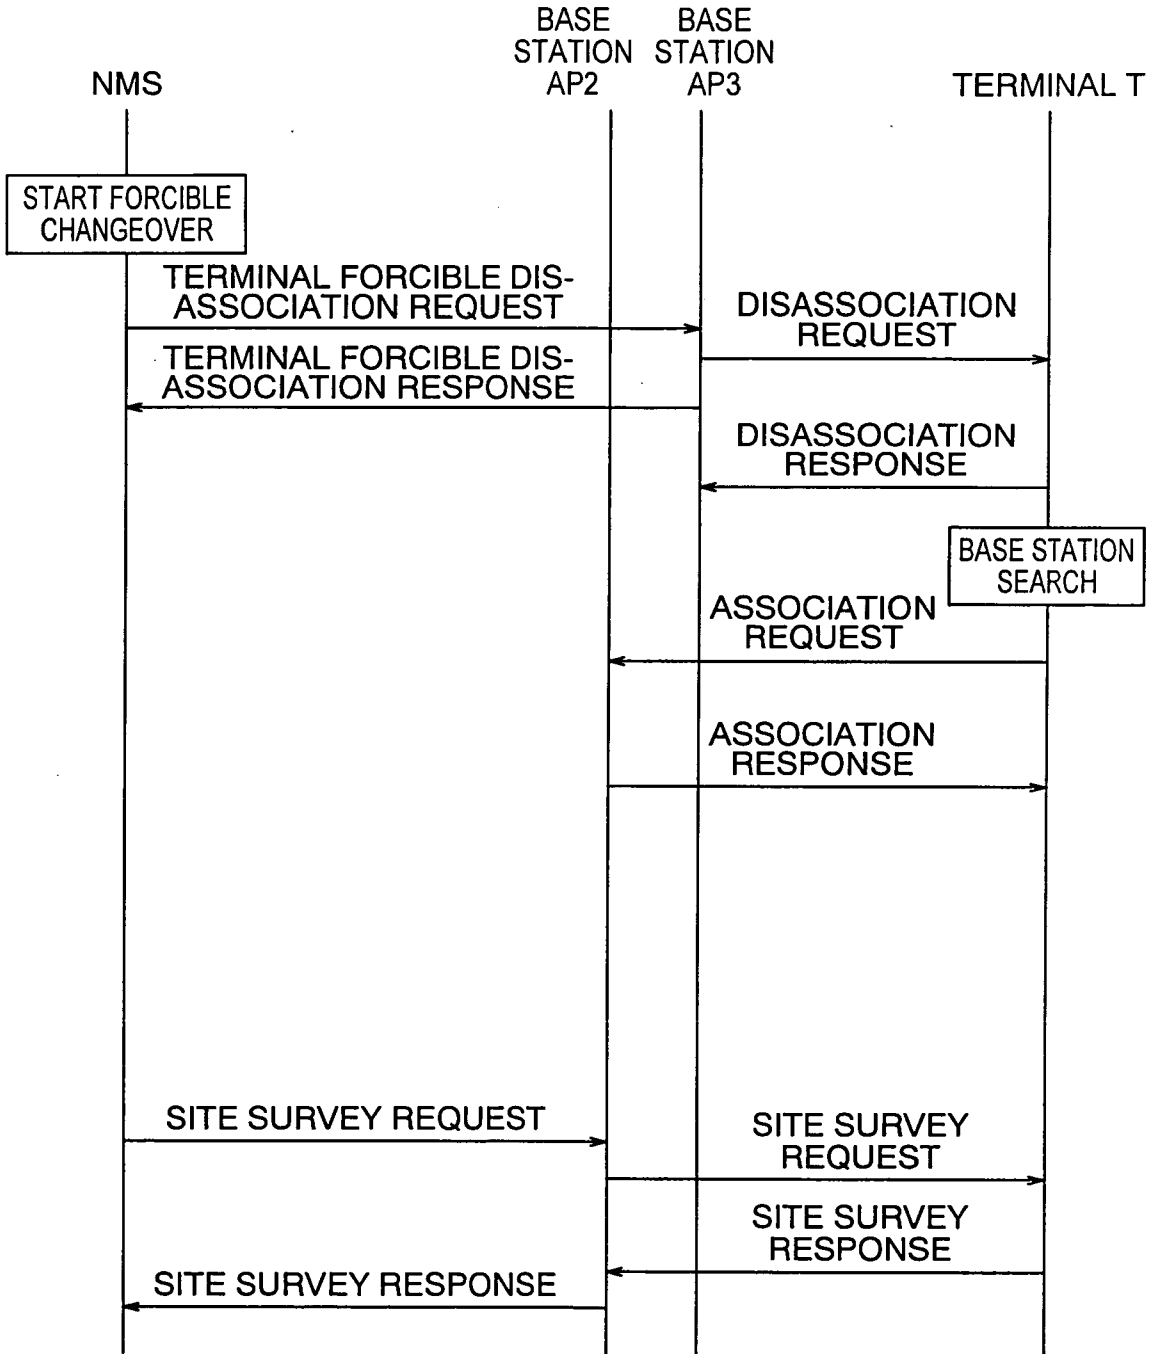 BASE
STATION
AP2
BASE
STATION
AP3
NMS
TERMINAL T
START FORCIBLE
CHANGEOVER
TERMINAL FORCIBLE DIS-
ASSOCIATION REQUEST
DISASSOCIATION
REQUEST
TERMINAL FORCIBLE DIS-
ASSOCIATION RESPONSE
DISASSOCIATION
RESPONSE
BASE STATION
SEARCH
ASSOCIATION
REQUEST
ASSOCIATION
RESPONSE
SITE SURVEY REQUEST
SITE SURVEY
REQUEST
SITE SURVEY
RESPONSE
SITE SURVEY RESPONSE